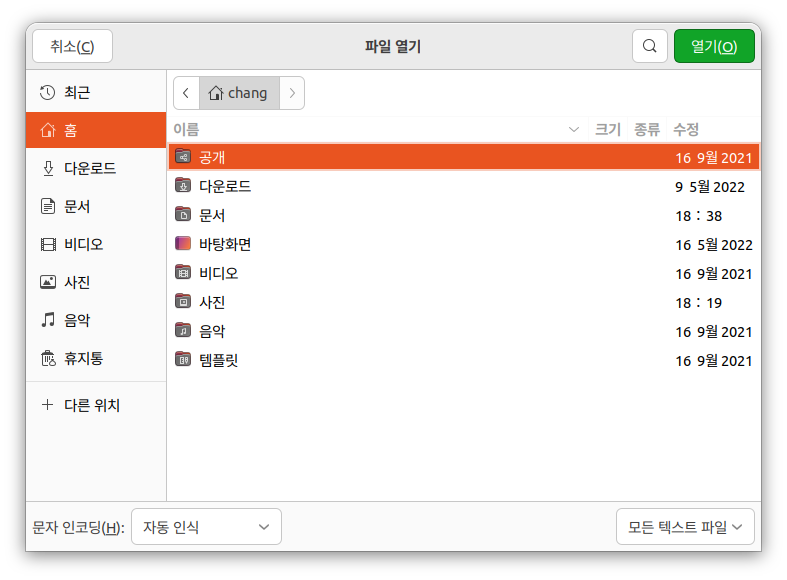 취소(C) 파일 열기 열기(O)
최근
홈
다운로드
문서
비디오
사진
음악
휴지통
다른 위치
chang
이름 크기 종류 수정
공개 16 9월 2021
다운로드 9 5월 2022
문서 18 : 38
바탕화면 16 5월 2022
비디오 16 9월 2021
사진 18 : 19
음악 16 9월 2021
템플릿 16 9월 2021
문자 인코딩(H): 자동 인식 모든 텍스트 파일